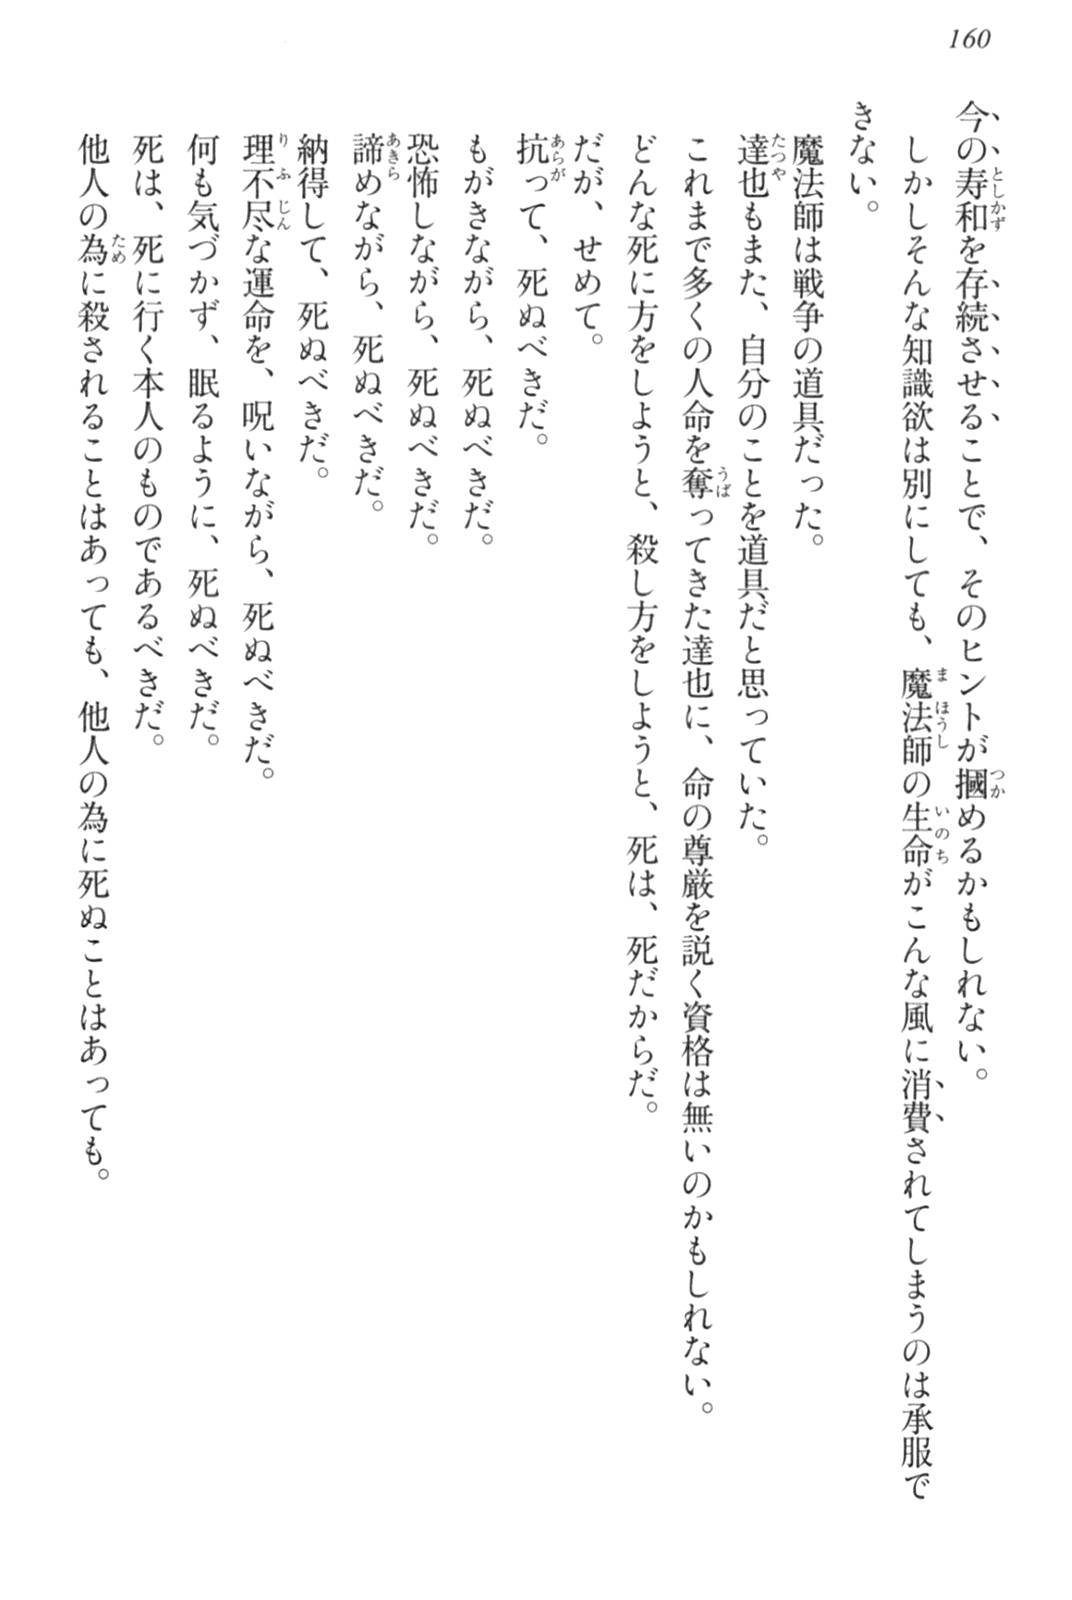 160
今の寿和を存続させることで、そのヒントが摑めるかもしれない。
しかしそんな知識欲は別にしても、魔法師の生命がこんな風に消費されてしまうのは承服で
きない。
魔法師は戦争の道具だった。
達也もまた、自分のことを道具だと思っていた。
これまで多くの人命を奪ってきた達也に、命の尊厳を説く資格は無いのかもしれない。
どんな死に方をしようと、殺し方をしようと、死は、死だからだ。
だが、せめて。
抗って、死ぬべきだ。
もがきながら、死ぬべきだ。
恐怖しながら、死ぬべきだ。
諦めながら、死ぬべきだ。
納得して、死ぬべきだ。
理不尽な運命を、呪いながら、死ぬべきだ。
何も気づかず、眠るように、死ぬべきだ。
死は、死に行く本人のものであるべきだ。
他人の為に殺されることはあっても、他人の為に死ぬことはあっても。